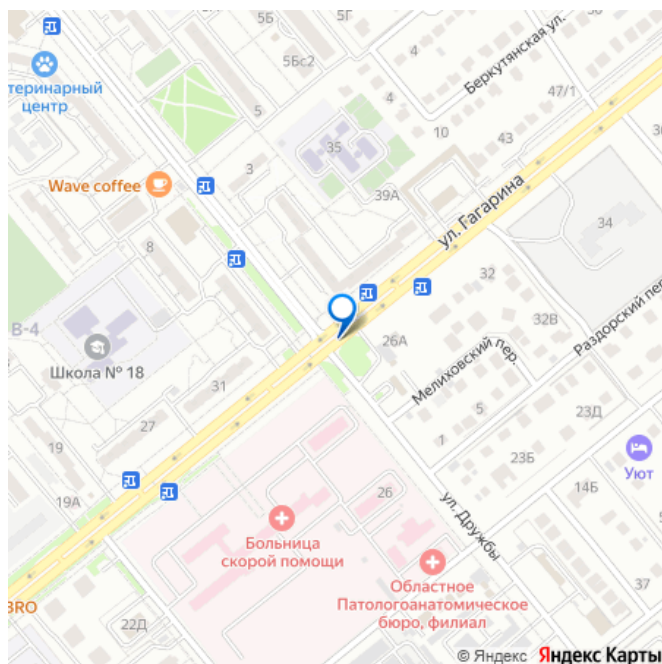 5Б
5Г
5Бс2
4
30
Беркутянская ул.
теринарный
центр
5
4
47/1
10
43
35
3
39А
Wave coffee
ул. Гагарина
34
8
32
В-4
26А
32В
Раздорский пер
Школа № 18
Мелиховский пер.
31
5
23Д
27
1
19
23Б
Уют
19А
26
14Б
ул. Дружбы
Больница
скорой помощи
Областное
Патологоанатомическое
бюро, филиал
37
BRO
22Д
© Яндекс Яндекс Карты